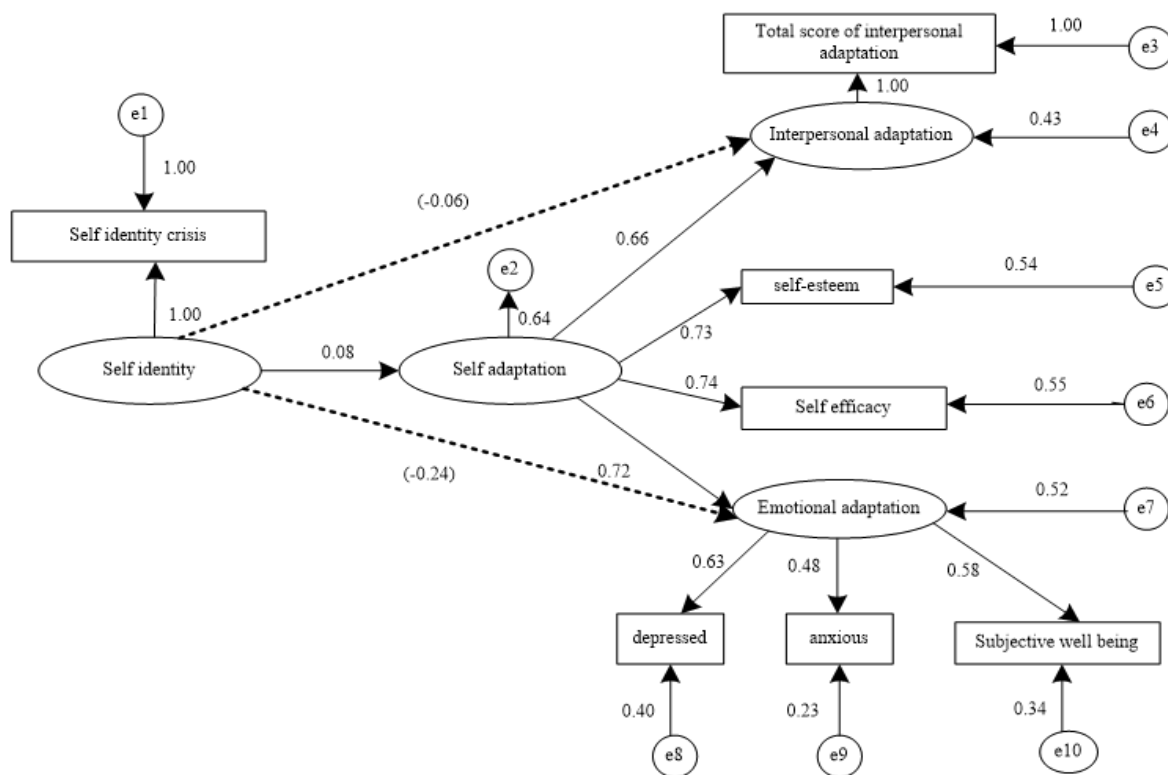 Total score of interpersonal
adaptation
1.00
e3
e1
1.00
1.00
Interpersonal adaptation
0.43
e4
(-0.06)
Self identity crisis
0.66
e2
0.54
self-esteem
e5
1.00
0.64
0.73
Self identity
0.08
Self adaptation
0.74
0.55
Self efficacy
e6
(-0.24)
0.72
Emotional adaptation
0.52
e7
0.63
0.48
0.58
depressed
anxious
Subjective well being
0.40
0.23
0.34
e8
e9
e10